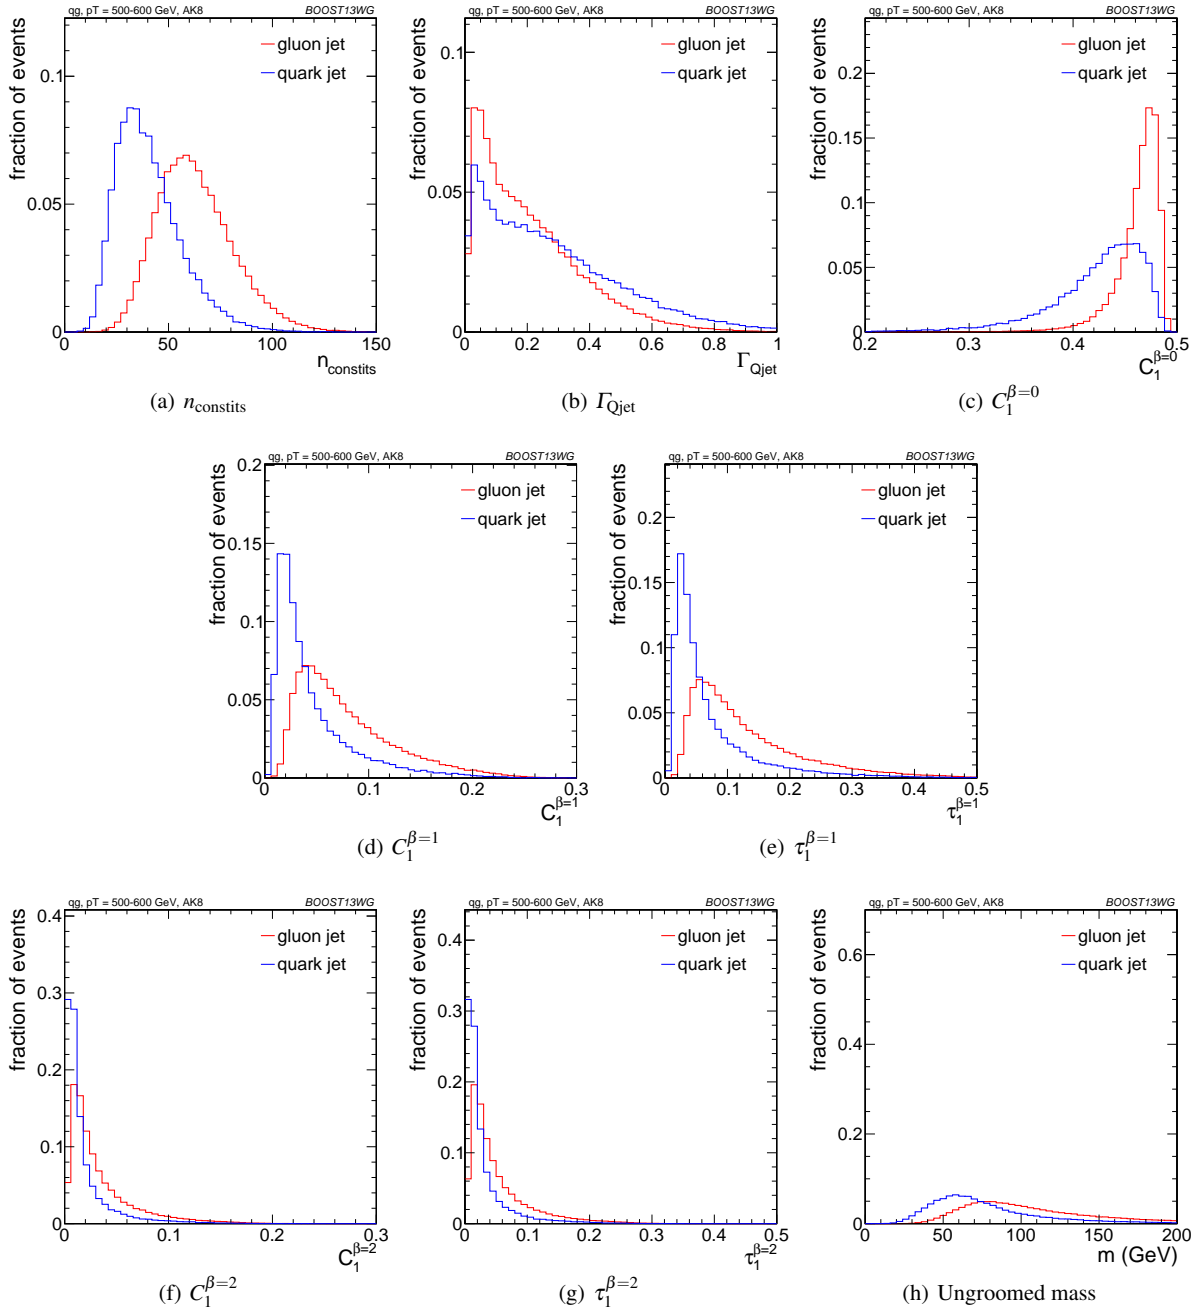 qg, pT = 500-600 GeV, AK8 BOOST13WG
fraction of events
gluon jet
quark jet
0.1
0.05
0
0 50 100 150
n_constits
(a) n_constits
qg, pT = 500-600 GeV, AK8 BOOST13WG
fraction of events
gluon jet
quark jet
0.1
0.05
0
0 0.2 0.4 0.6 0.8 1
Γ_Qjet
(b) Γ_Qjet
qg, pT = 500-600 GeV, AK8 BOOST13WG
fraction of events
gluon jet
quark jet
0.2
0.15
0.1
0.05
0
0.2 0.3 0.4 0.5
C_1^{β=0}
(c) C_1^{β=0}
qg, pT = 500-600 GeV, AK8 BOOST13WG
fraction of events
gluon jet
quark jet
0.2
0.15
0.1
0.05
0
0 0.1 0.2 0.3
C_1^{β=1}
(d) C_1^{β=1}
qg, pT = 500-600 GeV, AK8 BOOST13WG
fraction of events
gluon jet
quark jet
0.2
0.15
0.1
0.05
0
0 0.1 0.2 0.3 0.4 0.5
τ_1^{β=1}
(e) τ_1^{β=1}
qg, pT = 500-600 GeV, AK8 BOOST13WG
fraction of events
gluon jet
quark jet
0.4
0.3
0.2
0.1
0
0 0.1 0.2 0.3
C_1^{β=2}
(f) C_1^{β=2}
qg, pT = 500-600 GeV, AK8 BOOST13WG
fraction of events
gluon jet
quark jet
0.4
0.3
0.2
0.1
0
0 0.1 0.2 0.3 0.4 0.5
τ_1^{β=2}
(g) τ_1^{β=2}
qg, pT = 500-600 GeV, AK8 BOOST13WG
fraction of events
gluon jet
quark jet
0.6
0.4
0.2
0
0 50 100 150 200
m (GeV)
(h) Ungroomed mass